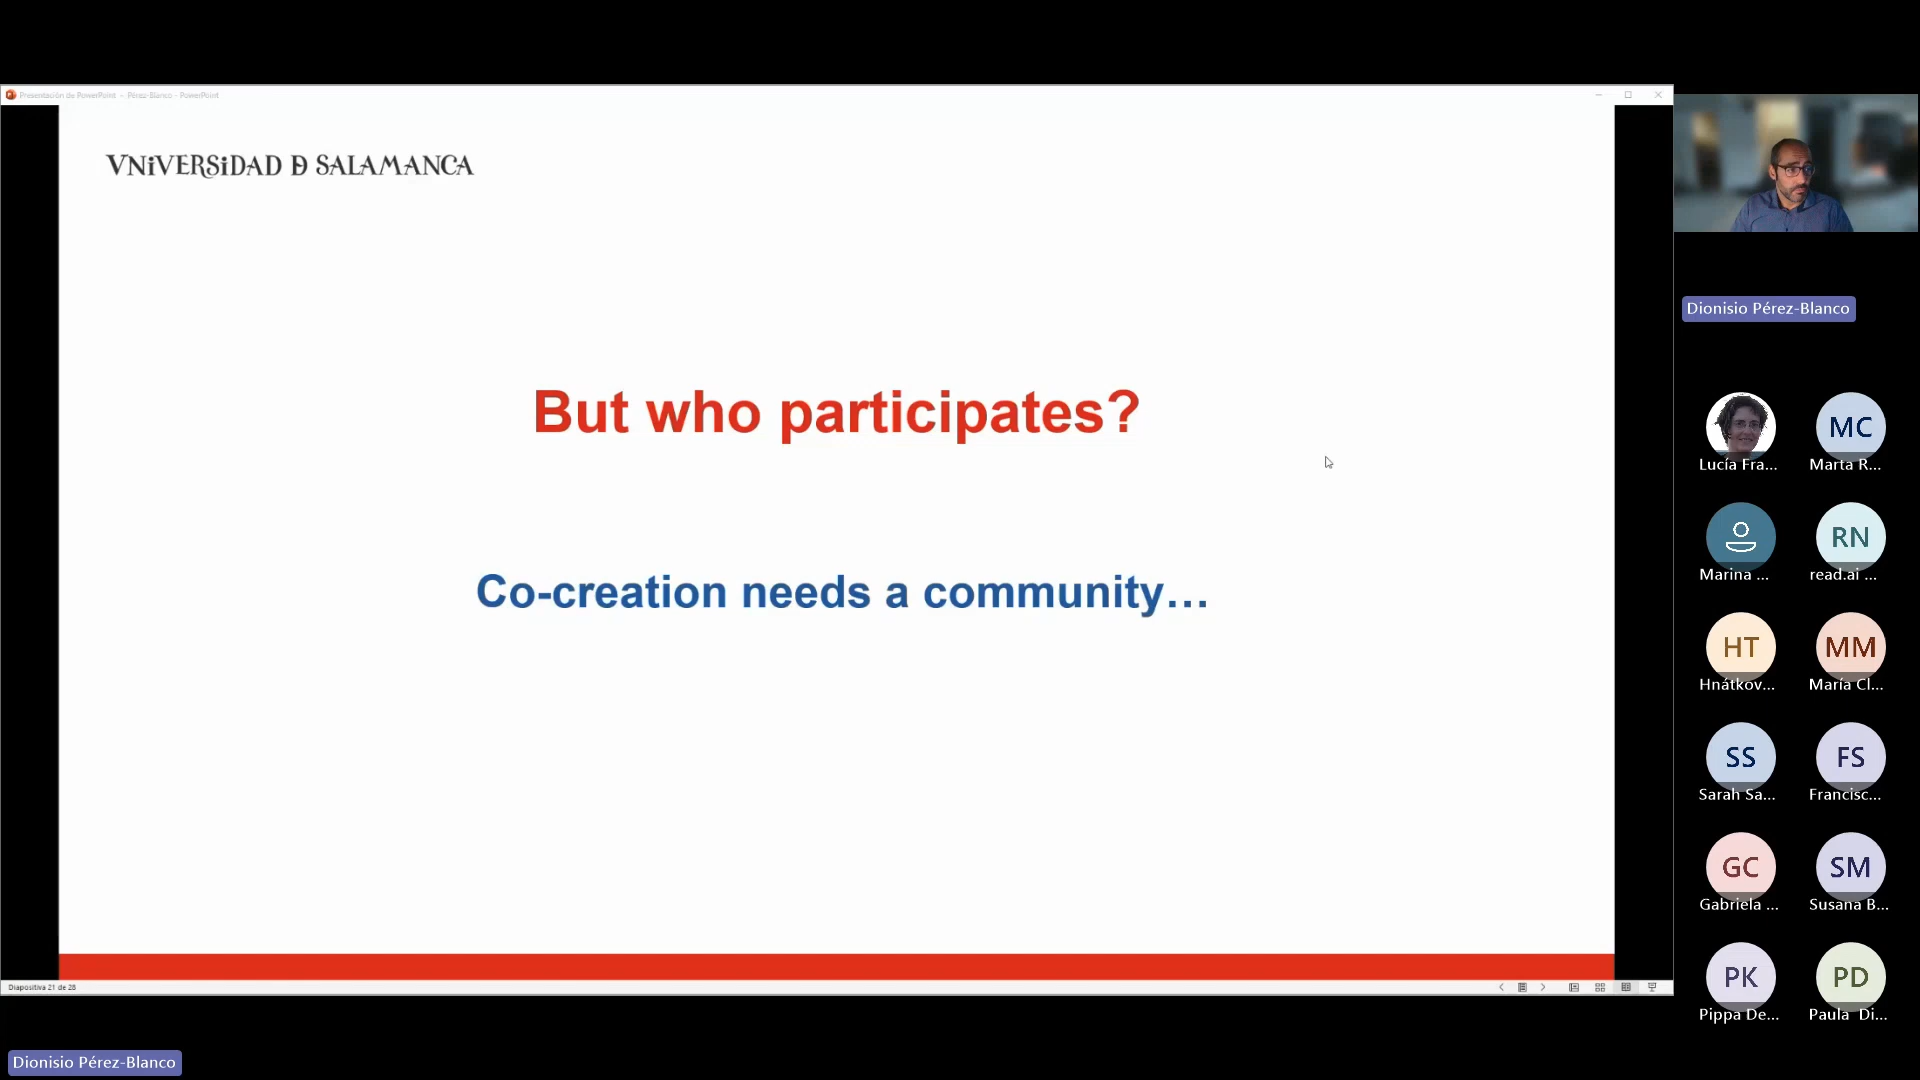 Presentación de PowerPoint - Pérez-Blanco - PowerPoint
VNiVERSiDAD D SALAMANCA
But who participates?
Co-creation needs a community…
Diapositiva 21 de 28
Dionisio Pérez-Blanco
Dionisio Pérez-Blanco
Lucía Fra...
MC
Marta R...
Marina ...
RN
read.ai ...
HT
Hnátkov...
MM
María Cl...
SS
Sarah Sa...
FS
Francisc...
GC
Gabriela ...
SM
Susana B...
PK
Pippa De...
PD
Paula Di...